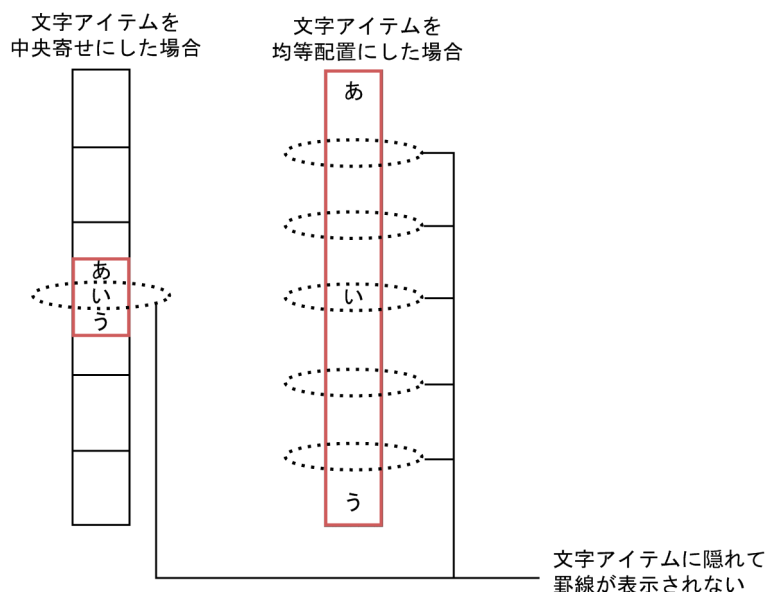 文字アイテムを
中央寄せにした場合
文字アイテムを
均等配置にした場合
あ
い
う
あ
い
う
文字アイテムに隠れて
罫線が表示されない